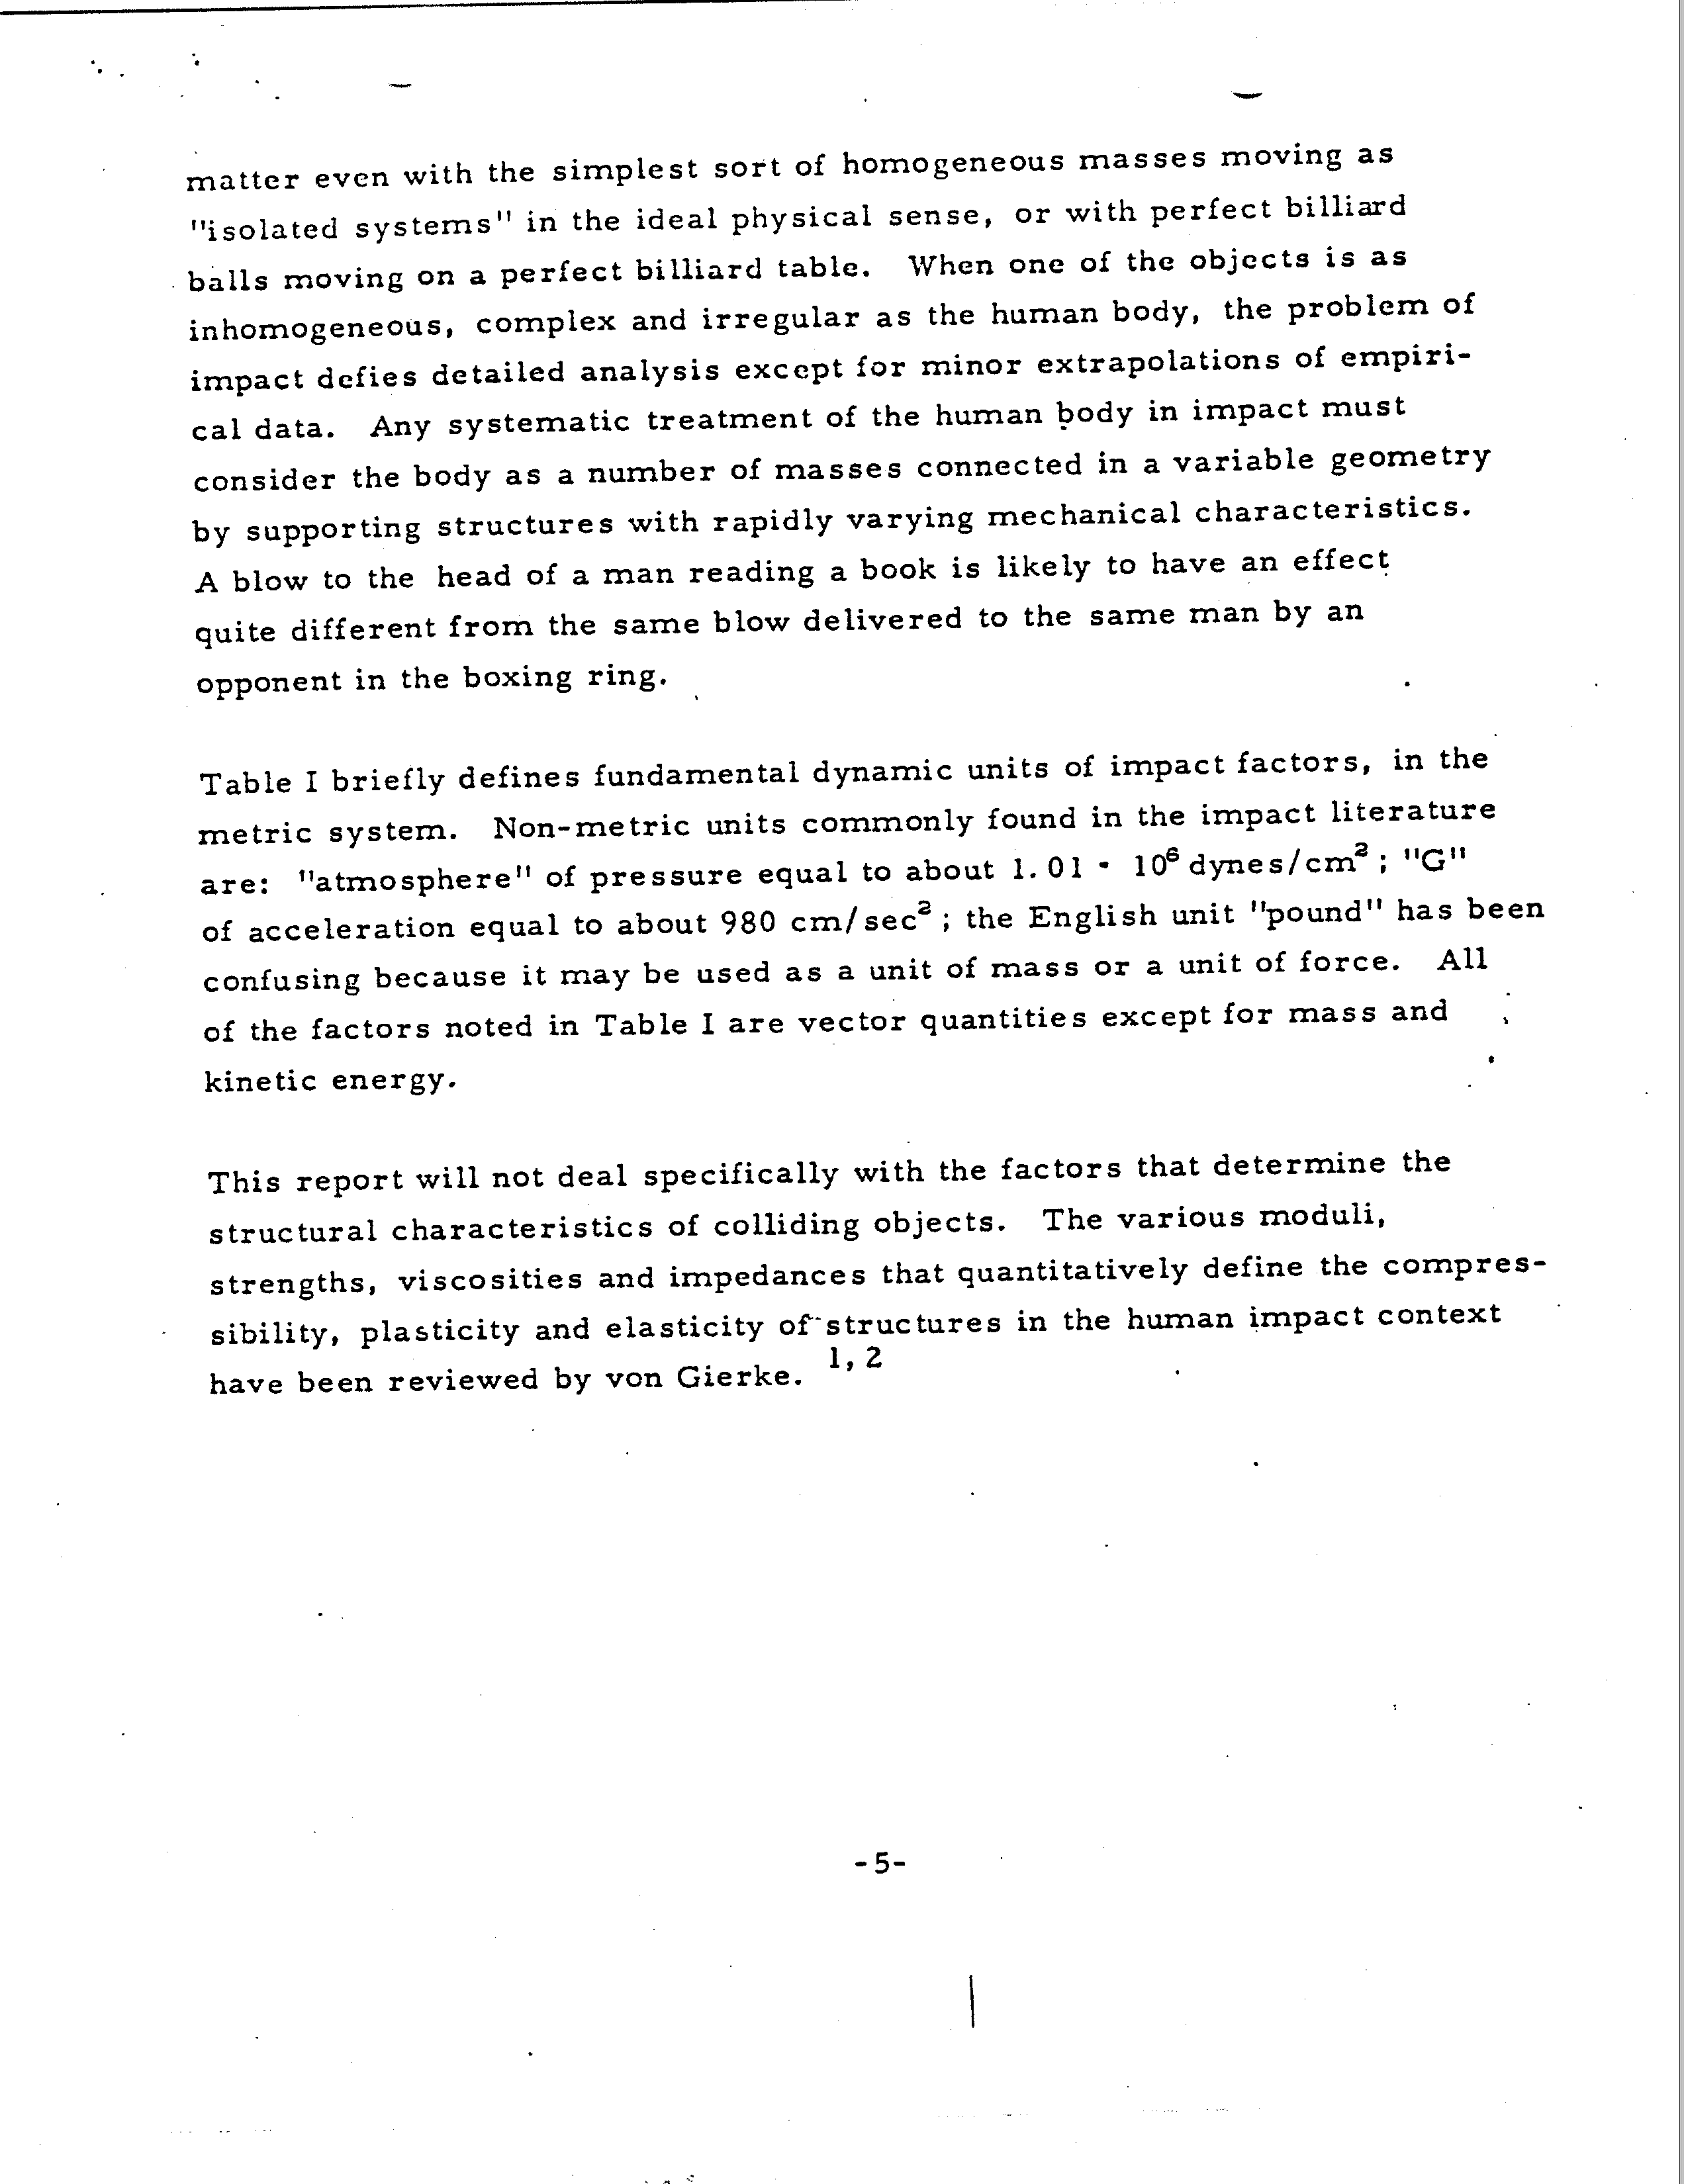 matter even with the simplest sort of homogeneous masses moving as
"isolated systems" in the ideal physical sense, or with perfect billiard
balls moving on a perfect billiard table. When one of the objects is as
inhomogeneous, complex and irregular as the human body, the problem of
impact defies detailed analysis except for minor extrapolations of empiri-
cal data. Any systematic treatment of the human body in impact must
consider the body as a number of masses connected in a variable geometry
by supporting structures with rapidly varying mechanical characteristics.
A blow to the head of a man reading a book is likely to have an effect
quite different from the same blow delivered to the same man by an
opponent in the boxing ring.
Table I briefly defines fundamental dynamic units of impact factors, in the
metric system. Non-metric units commonly found in the impact literature
are: "atmosphere" of pressure equal to about 1.01 · 10⁶ dynes/cm²; "G"
of acceleration equal to about 980 cm/sec²; the English unit "pound" has been
confusing because it may be used as a unit of mass or a unit of force. All
of the factors noted in Table I are vector quantities except for mass and
kinetic energy.
This report will not deal specifically with the factors that determine the
structural characteristics of colliding objects. The various moduli,
strengths, viscosities and impedances that quantitatively define the compres-
sibility, plasticity and elasticity of structures in the human impact context
have been reviewed by von Gierke. 1, 2
-5-